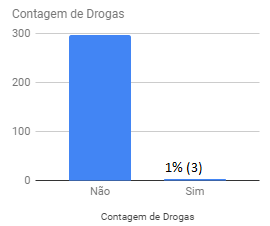 Contagem de Drogas
300
200
100
0
1% (3)
Não Sim
Contagem de Drogas